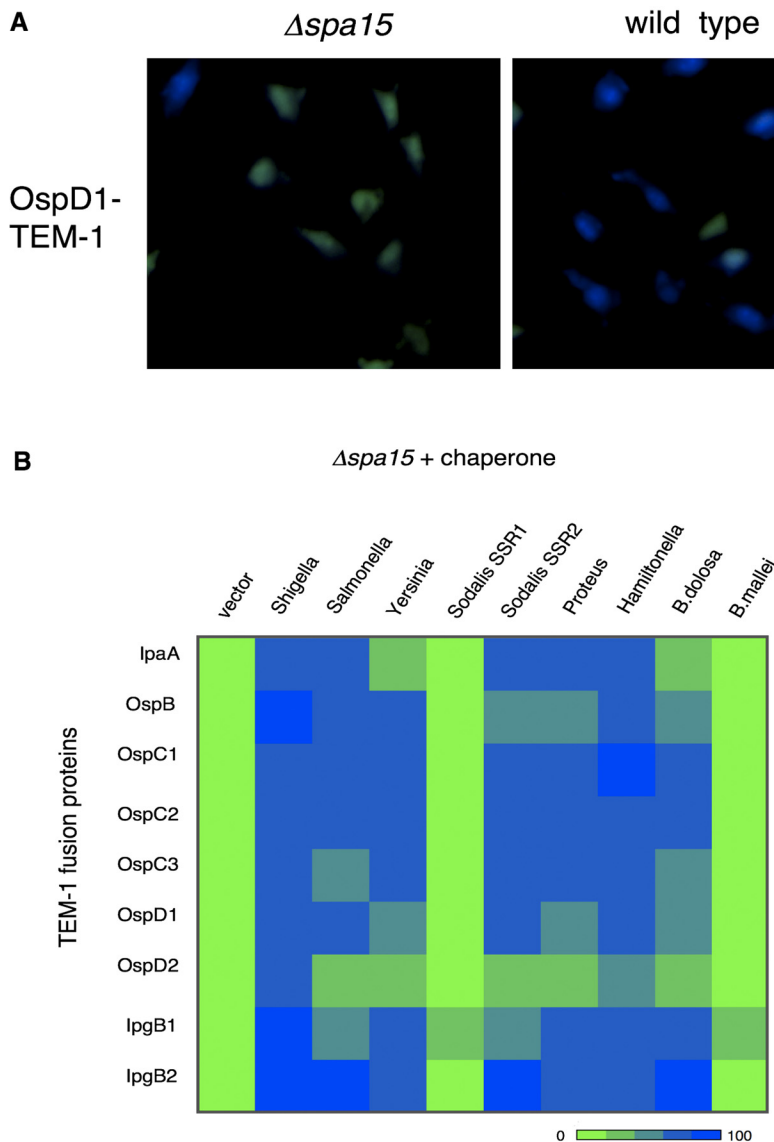 A
Δspa15
wild type
OspD1-
TEM-1
B
Δspa15 + chaperone
vector
Shigella
Salmonella
Yersinia
Sodalis SSR1
Sodalis SSR2
Proteus
Hamiltonella
B.dolosa
B.mallei
TEM-1 fusion proteins
IpaA
OspB
OspC1
OspC2
OspC3
OspD1
OspD2
IpgB1
IpgB2
0 100